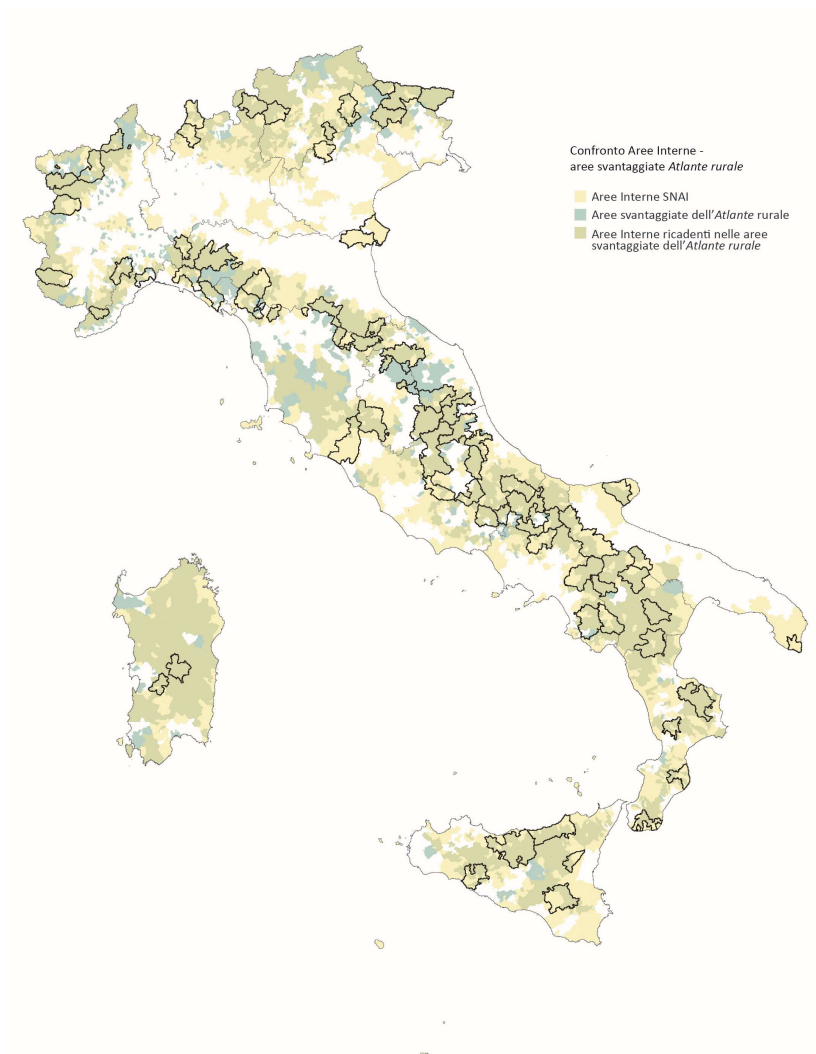 Confronto Aree Interne -
aree svantaggiate Atlante rurale
Aree Interne SNAI
Aree svantaggiate dell'Atlante rurale
Aree Interne ricadenti nelle aree
svantaggiate dell'Atlante rurale